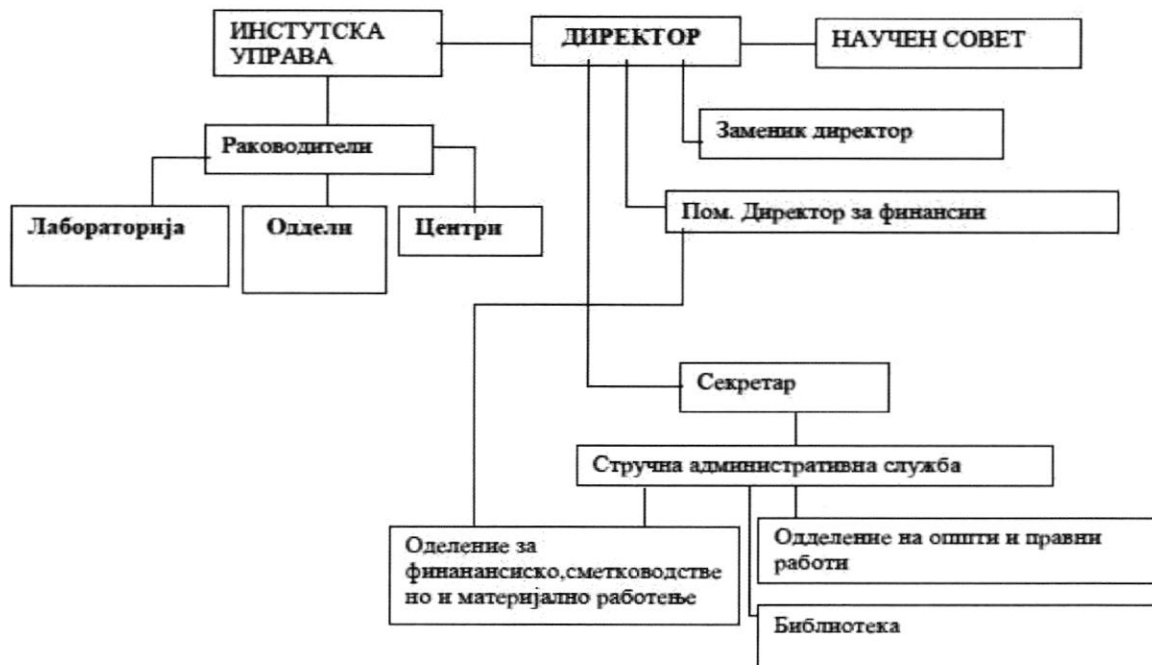 ИНСТУТСКА
УПРАВА
ДИРЕКТОР
НАУЧЕН СОВЕТ
Заменик директор
Раководители
Пом. Директор за финансии
Лабораторија
Оддели
Центри
Секретар
Стручна административна служба
Оделение за
финанансиско,сметководстве
но и материјално работење
Одделение на општи и правни
работи
Библиотека